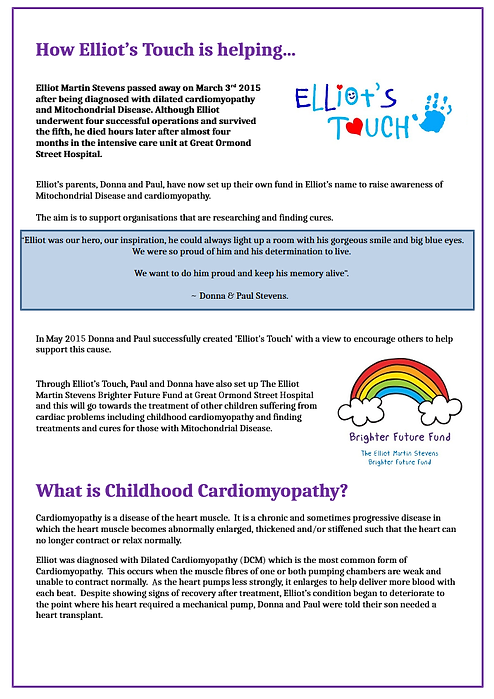 How Elliot's Touch is helping...
Elliot Martin Stevens passed away on March 3rd 2015
after being diagnosed with dilated cardiomyopathy
and Mitochondrial Disease. Although Elliot
underwent four successful operations and survived
the fifth, he died hours later after almost four
months in the intensive care unit at Great Ormond
Street Hospital.
ELLiOT'S
TOUCH
Elliot's parents, Donna and Paul, have now set up their own fund in Elliot's name to raise awareness of
Mitochondrial Disease and cardiomyopathy.
The aim is to support organisations that are researching and finding cures.
"Elliot was our hero, our inspiration, he could always light up a room with his gorgeous smile and big blue eyes.
We were so proud of him and his determination to live.
We want to do him proud and keep his memory alive".
~ Donna & Paul Stevens.
In May 2015 Donna and Paul successfully created 'Elliot's Touch' with a view to encourage others to help
support this cause.
Through Elliot's Touch, Paul and Donna have also set up The Elliot
Martin Stevens Brighter Future Fund at Great Ormond Street Hospital
and this will go towards the treatment of other children suffering from
cardiac problems including childhood cardiomyopathy and finding
treatments and cures for those with Mitochondrial Disease.
Brighter Future Fund
The Elliot Martin Stevens
Brighter Future Fund
What is Childhood Cardiomyopathy?
Cardiomyopathy is a disease of the heart muscle. It is a chronic and sometimes progressive disease in
which the heart muscle becomes abnormally enlarged, thickened and/or stiffened such that the heart can
no longer contract or relax normally.
Elliot was diagnosed with Dilated Cardiomyopathy (DCM) which is the most common form of
Cardiomyopathy. This occurs when the muscle fibres of one or both pumping chambers are weak and
unable to contract normally. As the heart pumps less strongly, it enlarges to help deliver more blood with
each beat. Despite showing signs of recovery after treatment, Elliot's condition began to deteriorate to
the point where his heart required a mechanical pump, Donna and Paul were told their son needed a
heart transplant.